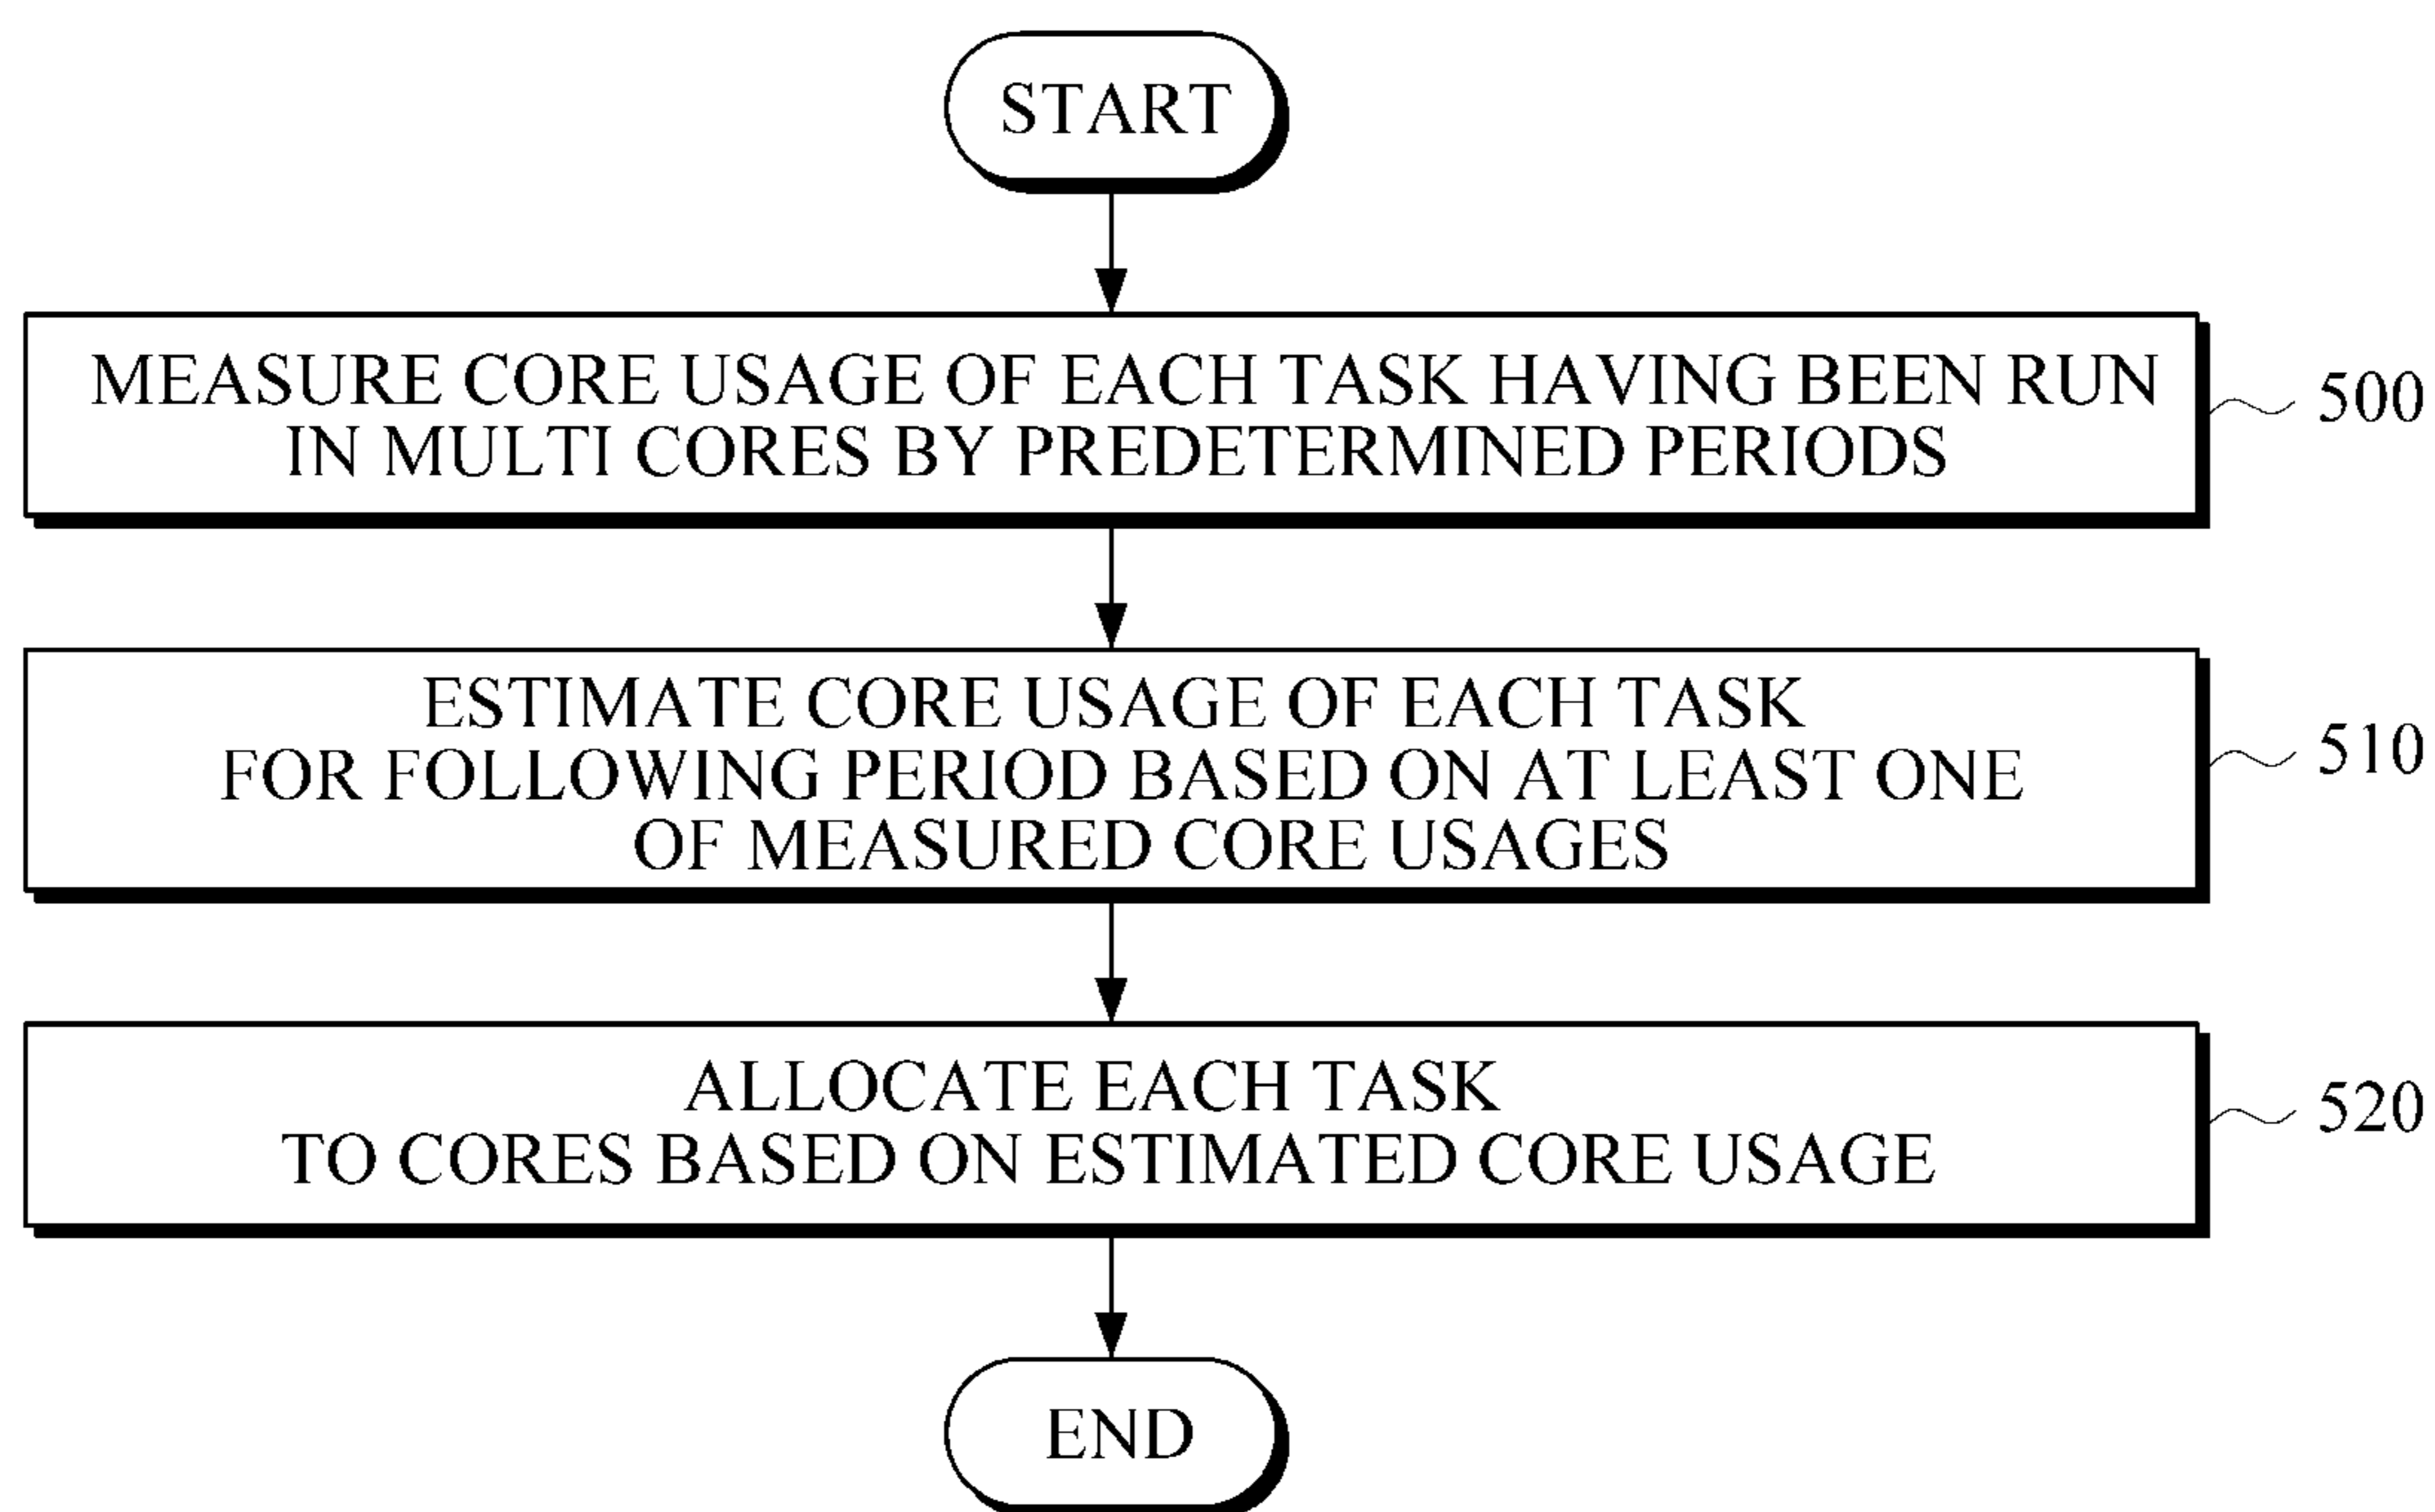 START
MEASURE CORE USAGE OF EACH TASK HAVING BEEN RUN
IN MULTI CORES BY PREDETERMINED PERIODS
500
ESTIMATE CORE USAGE OF EACH TASK
FOR FOLLOWING PERIOD BASED ON AT LEAST ONE
OF MEASURED CORE USAGES
510
ALLOCATE EACH TASK
TO CORES BASED ON ESTIMATED CORE USAGE
520
END